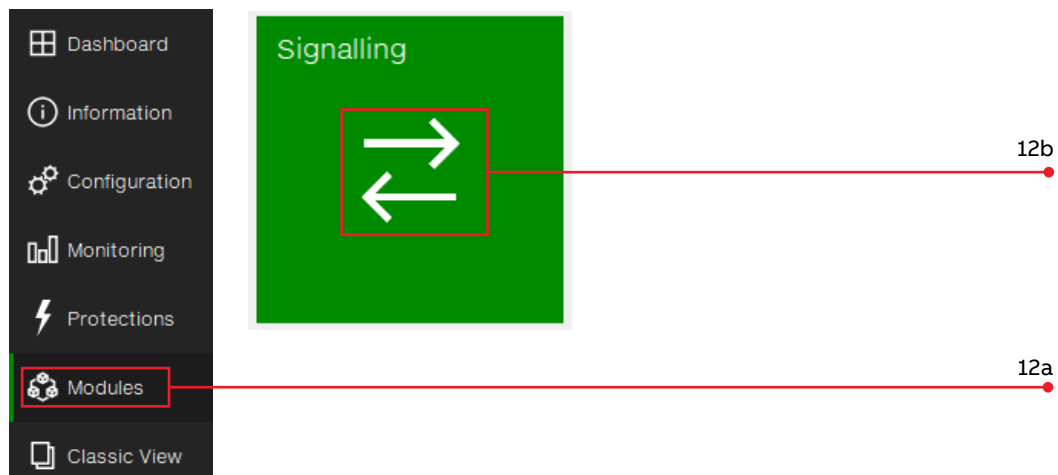 Dashboard
Information
Configuration
Monitoring
Protections
Modules
Classic View
Signalling
12b
12a